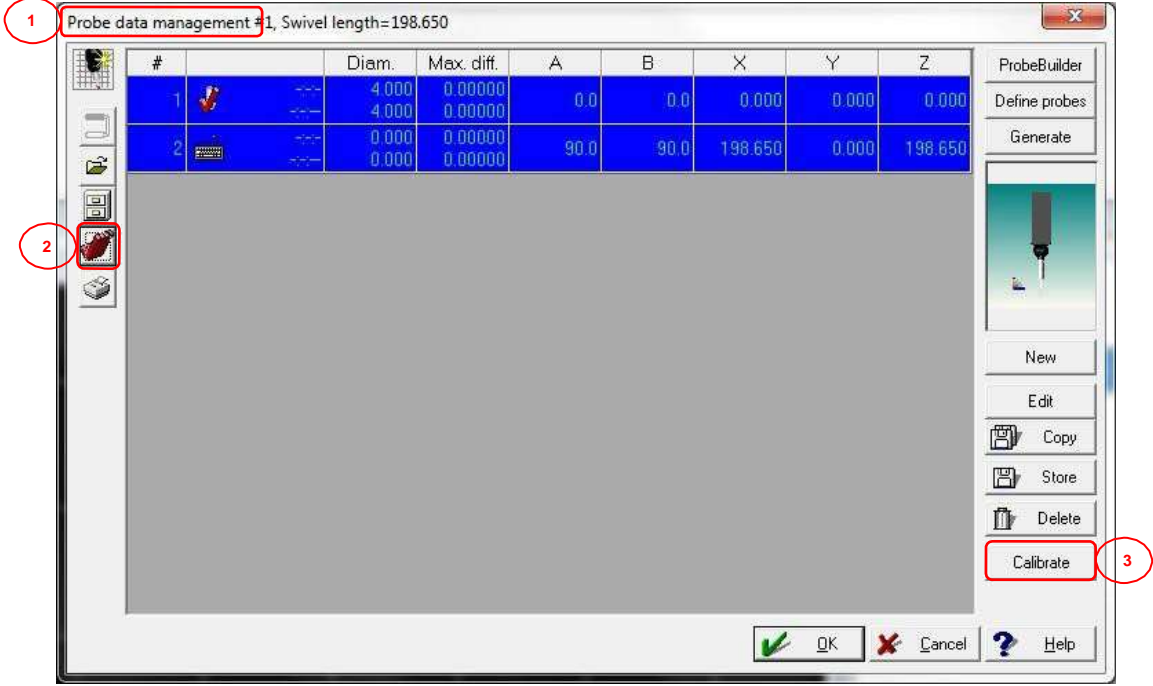 1
Probe data management #1, Swivel length=198.650
# Diam. Max. diff. A B X Y Z
1 -:-:- 4.000 0.00000 0.0 0.0 0.000 0.000 0.000
-:-:-- 4.000 0.00000
2 -:-:- 0.000 0.00000 90.0 90.0 198.650 0.000 198.650
-:-:-- 0.000 0.00000
2
ProbeBuilder
Define probes
Generate
New
Edit
Copy
Store
Delete
Calibrate
3
OK
Cancel
Help